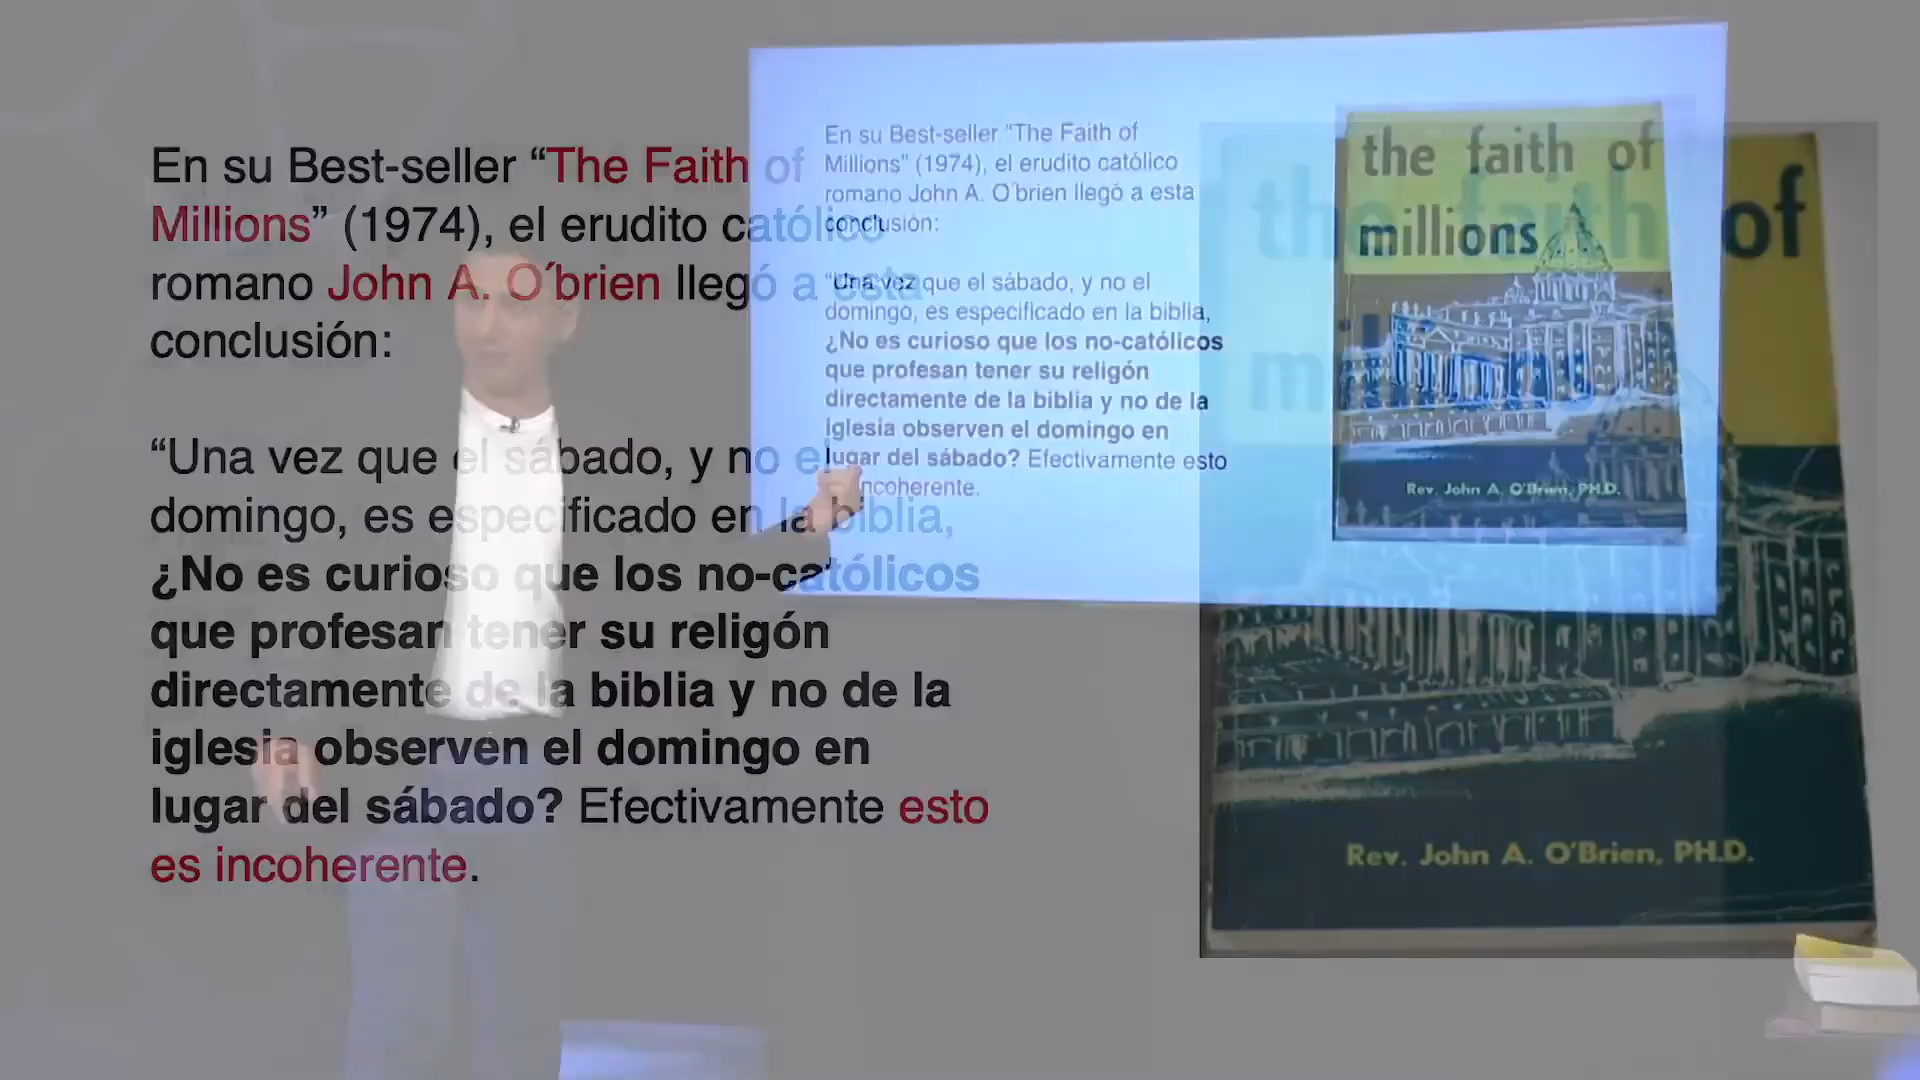 En su Best-seller “The Faith of
Millions” (1974), el erudito católico
romano John A. O´brien llegó a esta
conclusión:
“Una vez que el sábado, y no el
domingo, es especificado en la biblia,
¿No es curioso que los no-católicos
que profesan tener su religón
directamente de la biblia y no de la
iglesia observen el domingo en
lugar del sábado? Efectivamente esto
es incoherente.
En su Best-seller “The Faith of
Millions” (1974), el erudito católico
romano John A. O´brien llegó a esta
conclusión:
“Una vez que el sábado, y no el
domingo, es especificado en la biblia,
¿No es curioso que los no-católicos
que profesan tener su religón
directamente de la biblia y no de la
iglesia observen el domingo en
lugar del sábado? Efectivamente esto
incoherente.
the faith of
millions
Rev. John A. O'Brien, PH.D.
the faith of
millions
Rev. John A. O'Brien, PH.D.